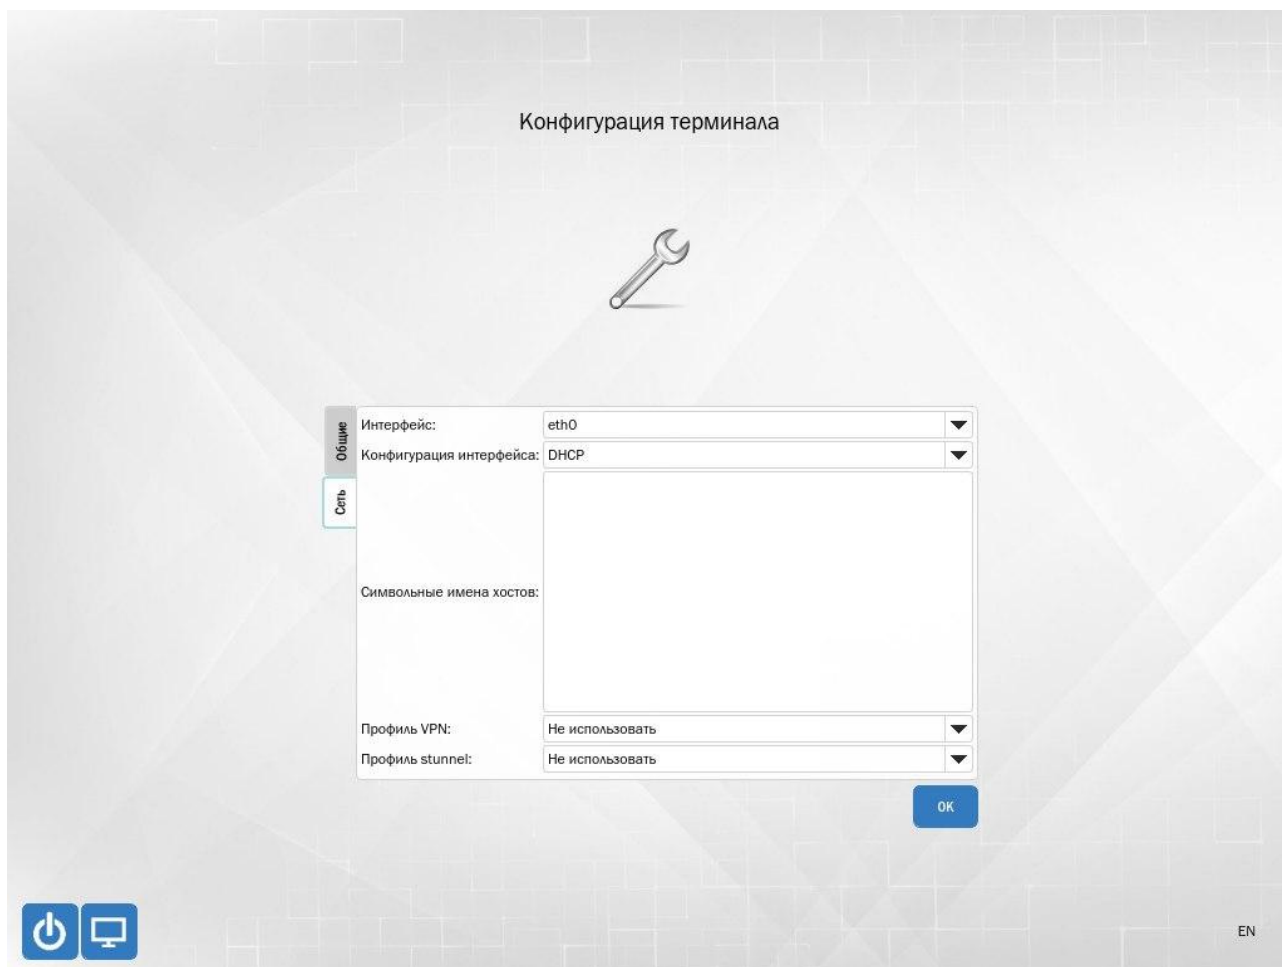 Конфигурация терминала
Общие
Сеть
Интерфейс: eth0
Конфигурация интерфейса: DHCP
Символьные имена хостов:
Профиль VPN: Не использовать
Профиль stunnel: Не использовать
ОК
EN